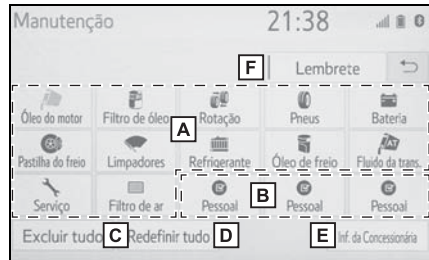 Manutenção 21:38
F Lembrete
Óleo do motor Filtro de óleo Rotação Pneus Bateria
A
Pastilha do freio Limpadores Refrigerante Óleo de freio Fluido da trans.
Serviço Filtro de ar Pessoal B Pessoal Pessoal
Excluir tudo C Redefinir tudo D E Inf. da Concessionária